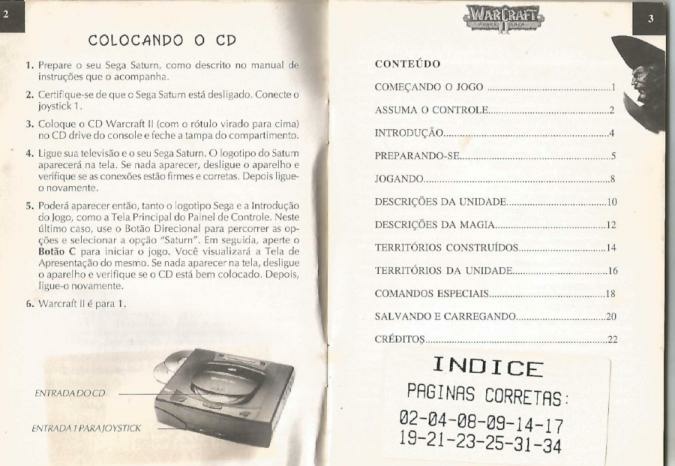 2
COLOCANDO O CD
1. Prepare o seu Sega Saturn, como descrito no manual de
instruções que o acompanha.
2. Certifique-se de que o Sega Saturn está desligado. Conecte o
joystick 1.
3. Coloque o CD Warcraft II (com o rótulo virado para cima)
no CD drive do console e feche a tampa do compartimento.
4. Ligue sua televisão e o seu Sega Saturn. O logotipo do Saturn
aparecerá na tela. Se nada aparecer, desligue o aparelho e
verifique se as conexões estão firmes e corretas. Depois ligue-
o novamente.
5. Poderá aparecer então, tanto o logotipo Sega e a Introdução
do Jogo, como a Tela Principal do Painel de Controle. Neste
último caso, use o Botão Direcional para percorrer as op-
ções e selecionar a opção "Saturn". Em seguida, aperte o
Botão C para iniciar o jogo. Você visualizará a Tela de
Apresentação do mesmo. Se nada aparecer na tela, desligue
o aparelho e verifique se o CD está bem colocado. Depois,
ligue-o novamente.
6. Warcraft II é para 1.
ENTRADA DO CD
ENTRADA 1 PARA JOYSTICK
WARCRAFT
II
3
CONTEÚDO
COMEÇANDO O JOGO.....1
ASSUMA O CONTROLE.....2
INTRODUÇÃO.....4
PREPARANDO-SE.....5
JOGANDO.....8
DESCRIÇÕES DA UNIDADE.....10
DESCRIÇÕES DA MAGIA.....12
TERRITÓRIOS CONSTRUÍDOS.....14
TERRITÓRIOS DA UNIDADE.....16
COMANDOS ESPECIAIS.....18
SALVANDO E CARREGANDO.....20
CRÉDITOS.....22
INDICE
PAGINAS CORRETAS:
02-04-08-09-14-17
19-21-23-25-31-34